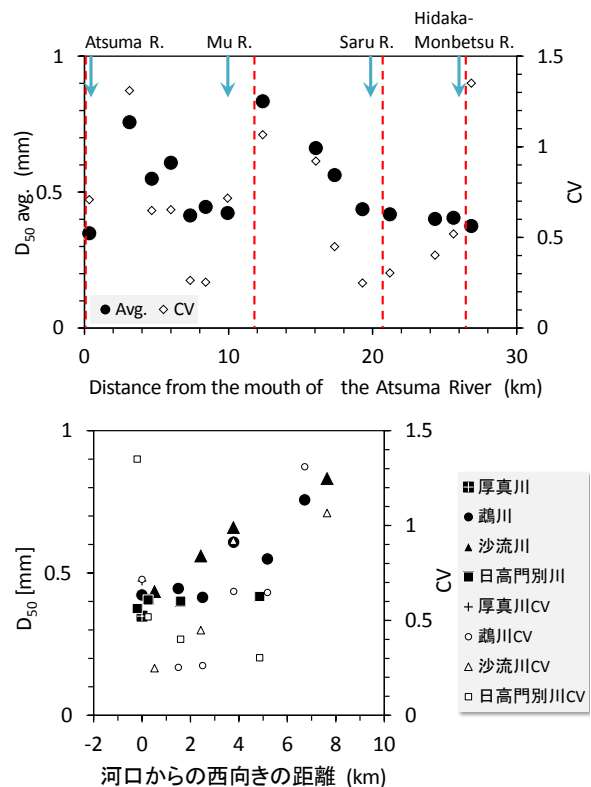 Hidaka-
Atsuma R. Mu R. Saru R. Monbetsu R.
1 1.5
1
0.5 0.5
0 0
0 10 20 30
D50 avg. (mm)
CV
Avg. CV
Distance from the mouth of the Atsuma River (km)
1 1.5
1
0.5 0.5
0 0
-2 0 2 4 6 8 10
D50 [mm]
CV
河口からの西向きの距離 (km)
厚真川
鵡川
沙流川
日高門別川
厚真川CV
鵡川CV
沙流川CV
日高門別川CV